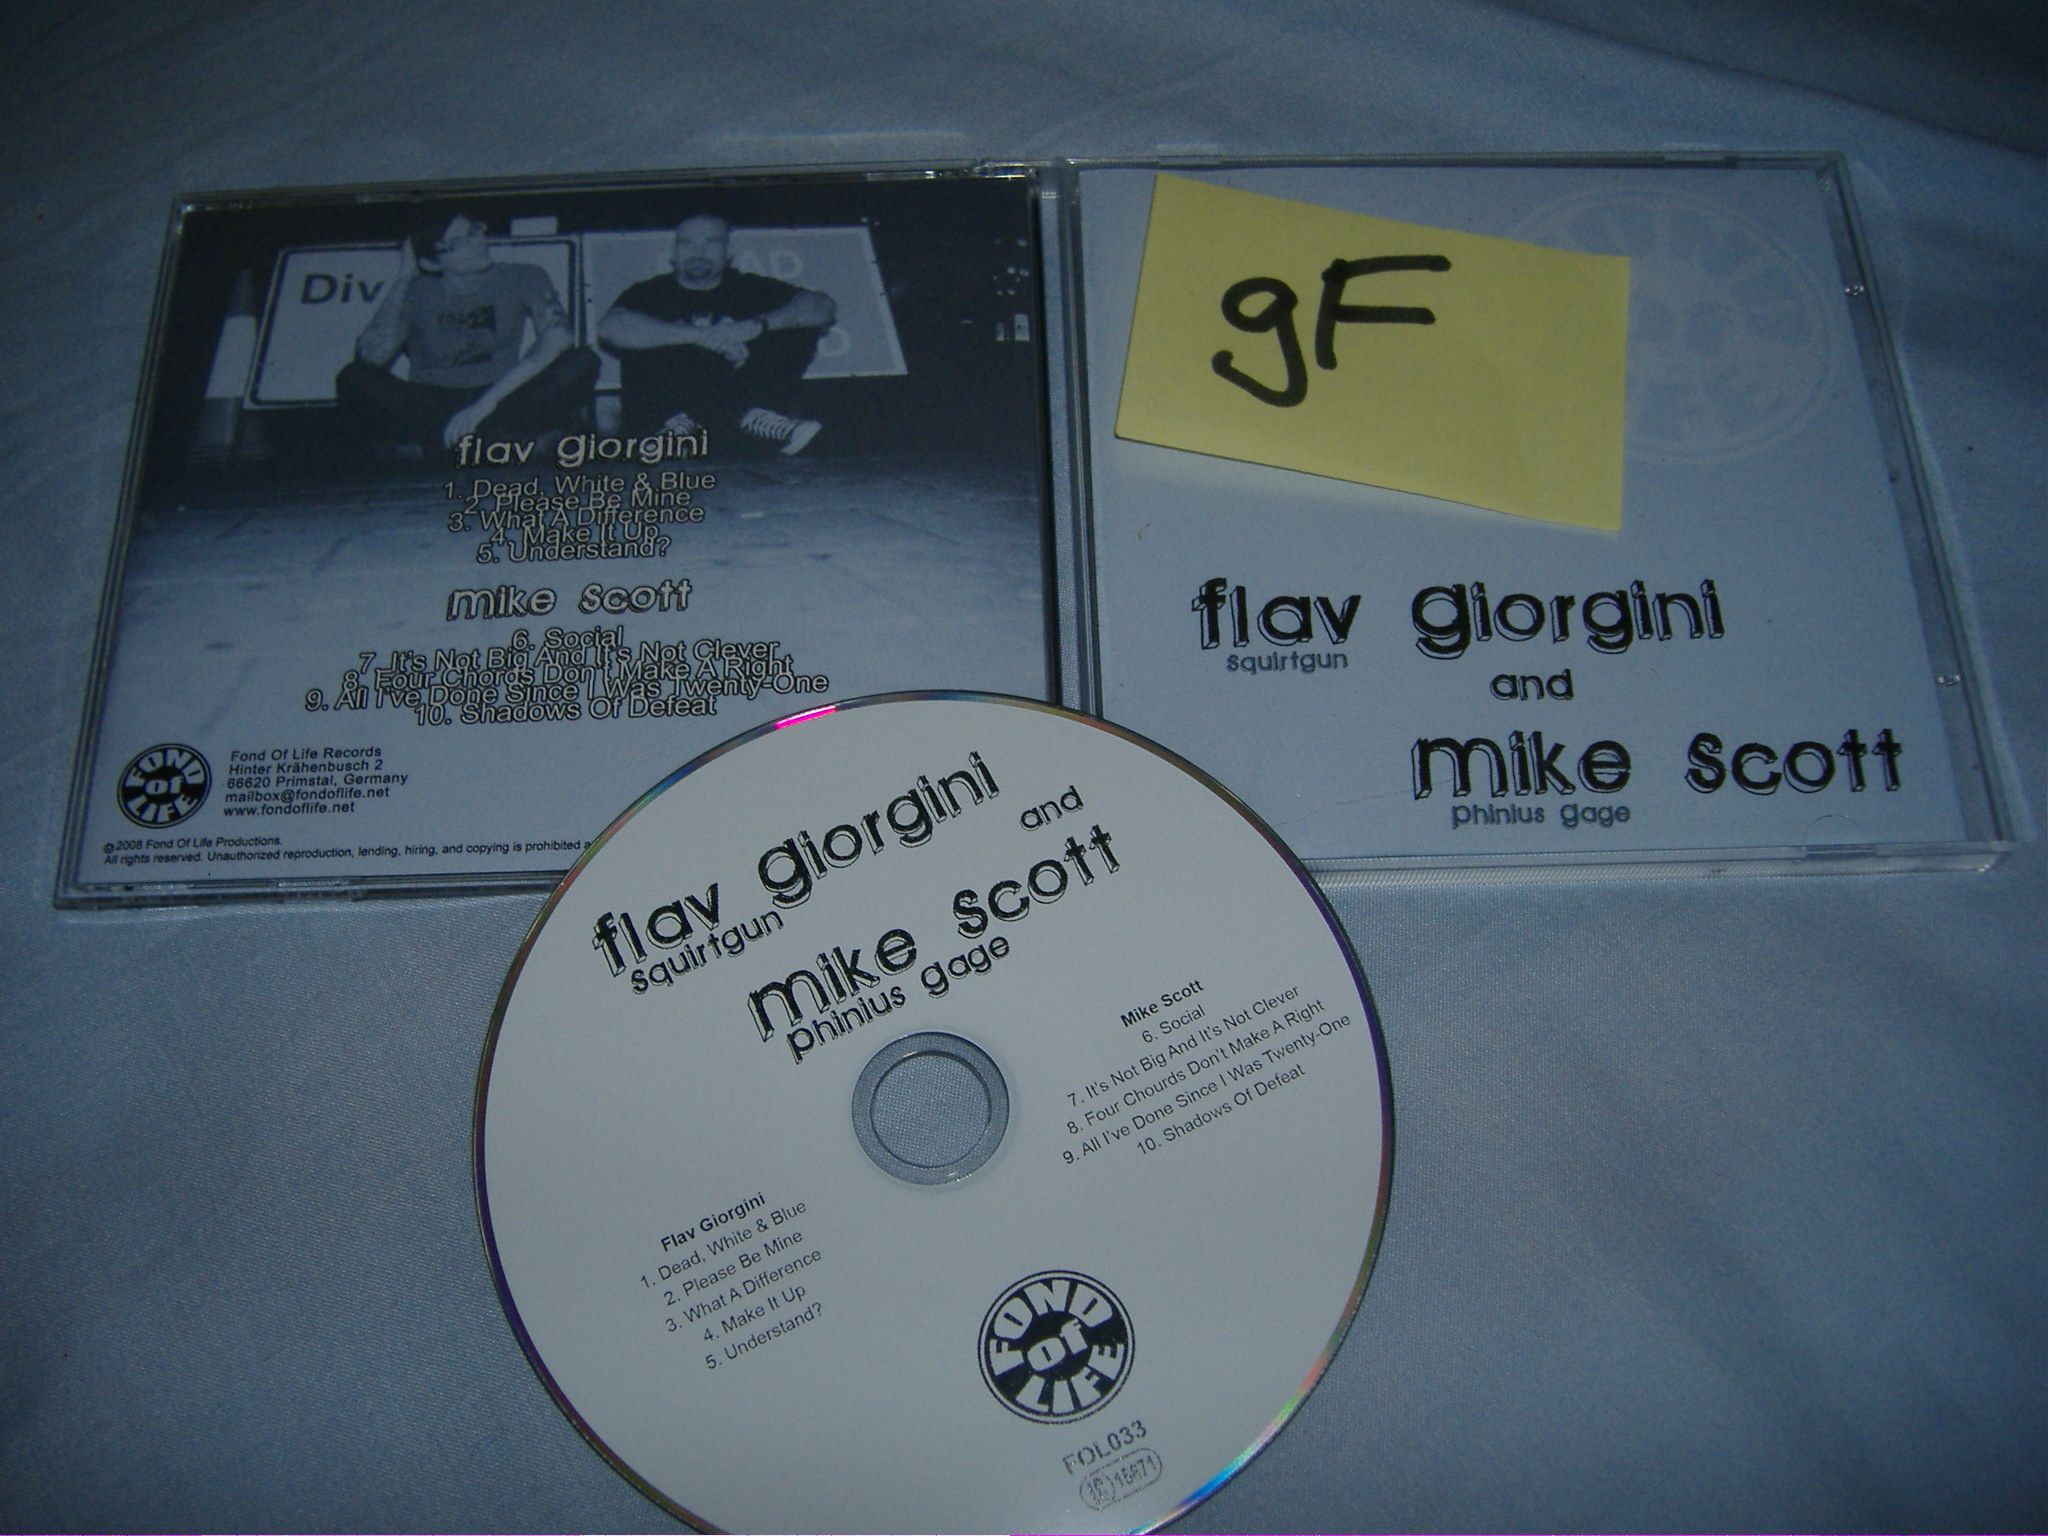 Div
AD
D
flav giorgini
1. Dead, White & Blue
2. Please Be Mine
3. What A Difference
4. Make It Up
5. Understand?
mike scott
6. Social
7. It's Not Big And It's Not Clever
8. Four Chords Don't Make A Right
9. All I've Done Since I Was Twenty-One
10. Shadows Of Defeat
FOND
of
LIFE
Fond Of Life Records
Hinter Krähenbusch 2
66620 Primstal, Germany
mailbox@fondoflife.net
www.fondoflife.net
©2008 Fond Of Life Productions.
All rights reserved. Unauthorized reproduction, lending, hiring, and copying is prohibited a
gF
flav giorgini
squirtgun
and
mike scott
phinius gage
flav giorgini
squirtgun
and
mike scott
phinius gage
Mike Scott
6. Social
7. It's Not Big And It's Not Clever
8. Four Chourds Don't Make A Right
9. All I've Done Since I Was Twenty-One
10. Shadows Of Defeat
Flav Giorgini
1. Dead, White & Blue
2. Please Be Mine
3. What A Difference
4. Make It Up
5. Understand?
FOND
of
LIFE
FOL033
LC 15671